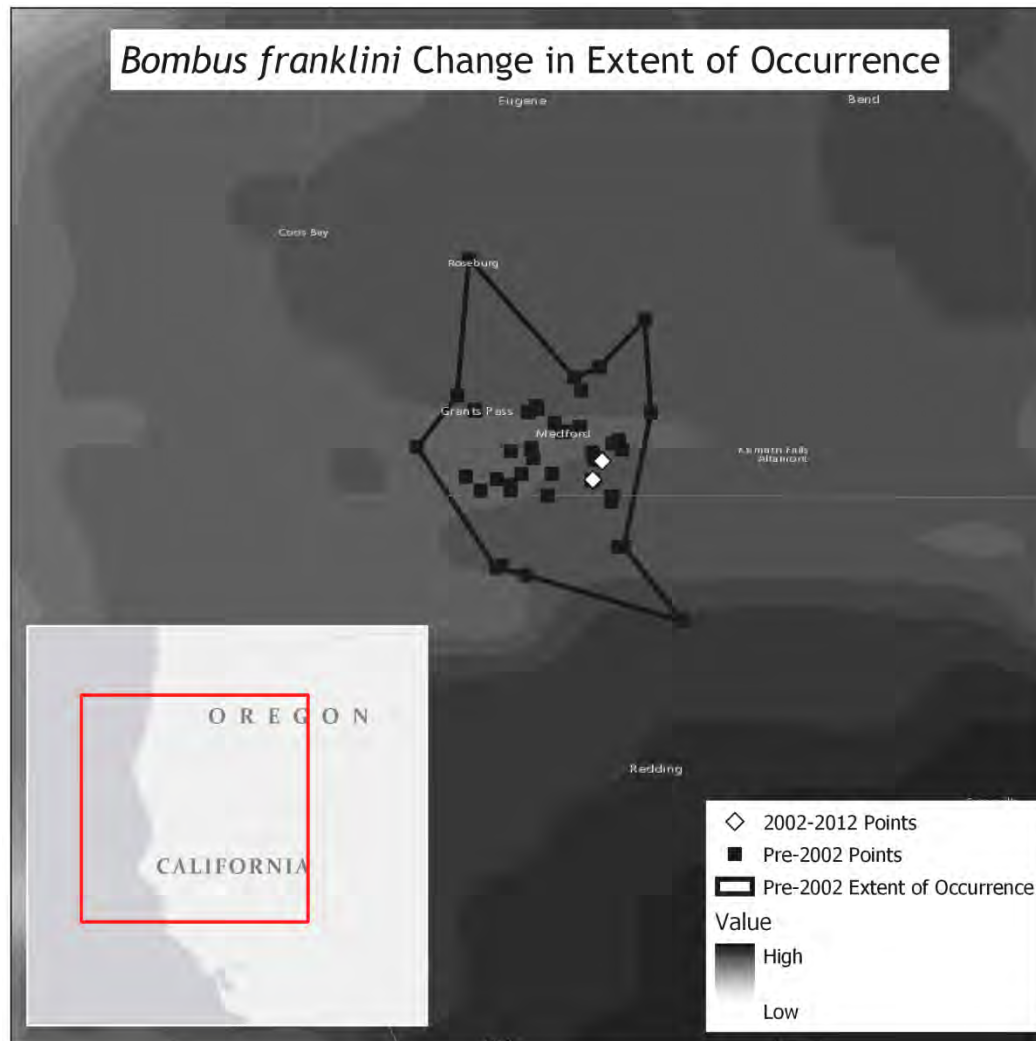 Bombus franklini Change in Extent of Occurrence
Eugene
Bend
Coos Bay
Roseburg
Grants Pass
Medford
Klamath Falls
Altamont
OREGON
CALIFORNIA
Redding
2002-2012 Points
Pre-2002 Points
Pre-2002 Extent of Occurrence
Value
High
Low